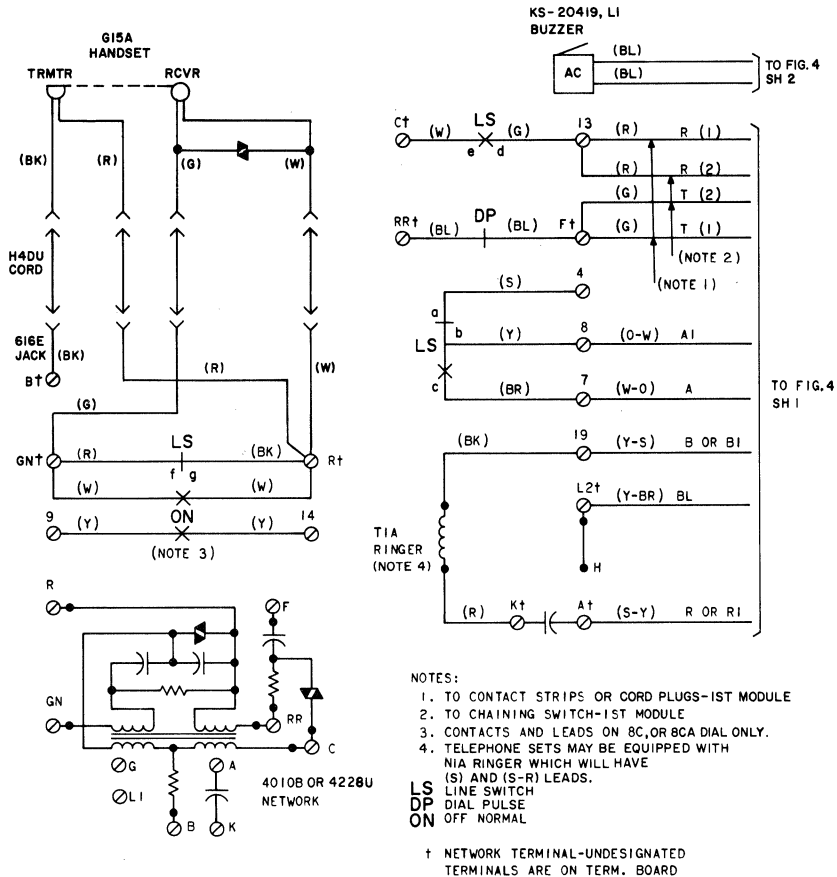 KS-20419, L1
BUZZER
G15A
HANDSET
TRMTR
RCVR
(BL)
AC
(BL)
TO FIG. 4
SH 2
C†
(W)
LS
(G)
13
(R)
R (1)
e
d
(BK)
(R)
(G)
(W)
(R)
R (2)
(G)
T (2)
RR†
(BL)
DP
(BL)
F†
(G)
T (1)
(NOTE 2)
(NOTE 1)
H4DU
CORD
4
(S)
a
b
LS
(Y)
8
(O-W)
A1
616E
JACK
(BK)
B†
(R)
(W)
c
(BR)
7
(W-O)
A
TO FIG. 4
SH 1
(G)
LS
GN†
(R)
(BK)
R†
f
g
(W)
(W)
(BK)
19
(Y-S)
B OR B1
9
(Y)
ON
(Y)
14
(NOTE 3)
L2†
(Y-BR)
BL
T1A
RINGER
(NOTE 4)
H
(R)
K†
A†
(S-Y)
R OR R1
R
F
GN
RR
C
G
A
L1
B
K
4010B OR 4228U
NETWORK
NOTES:
1. TO CONTACT STRIPS OR CORD PLUGS-1ST MODULE
2. TO CHAINING SWITCH-1ST MODULE
3. CONTACTS AND LEADS ON 8C, OR 8CA DIAL ONLY.
4. TELEPHONE SETS MAY BE EQUIPPED WITH
N1A RINGER WHICH WILL HAVE
(S) AND (S-R) LEADS.
LS LINE SWITCH
DP DIAL PULSE
ON OFF NORMAL
† NETWORK TERMINAL-UNDESIGNATED
TERMINALS ARE ON TERM. BOARD